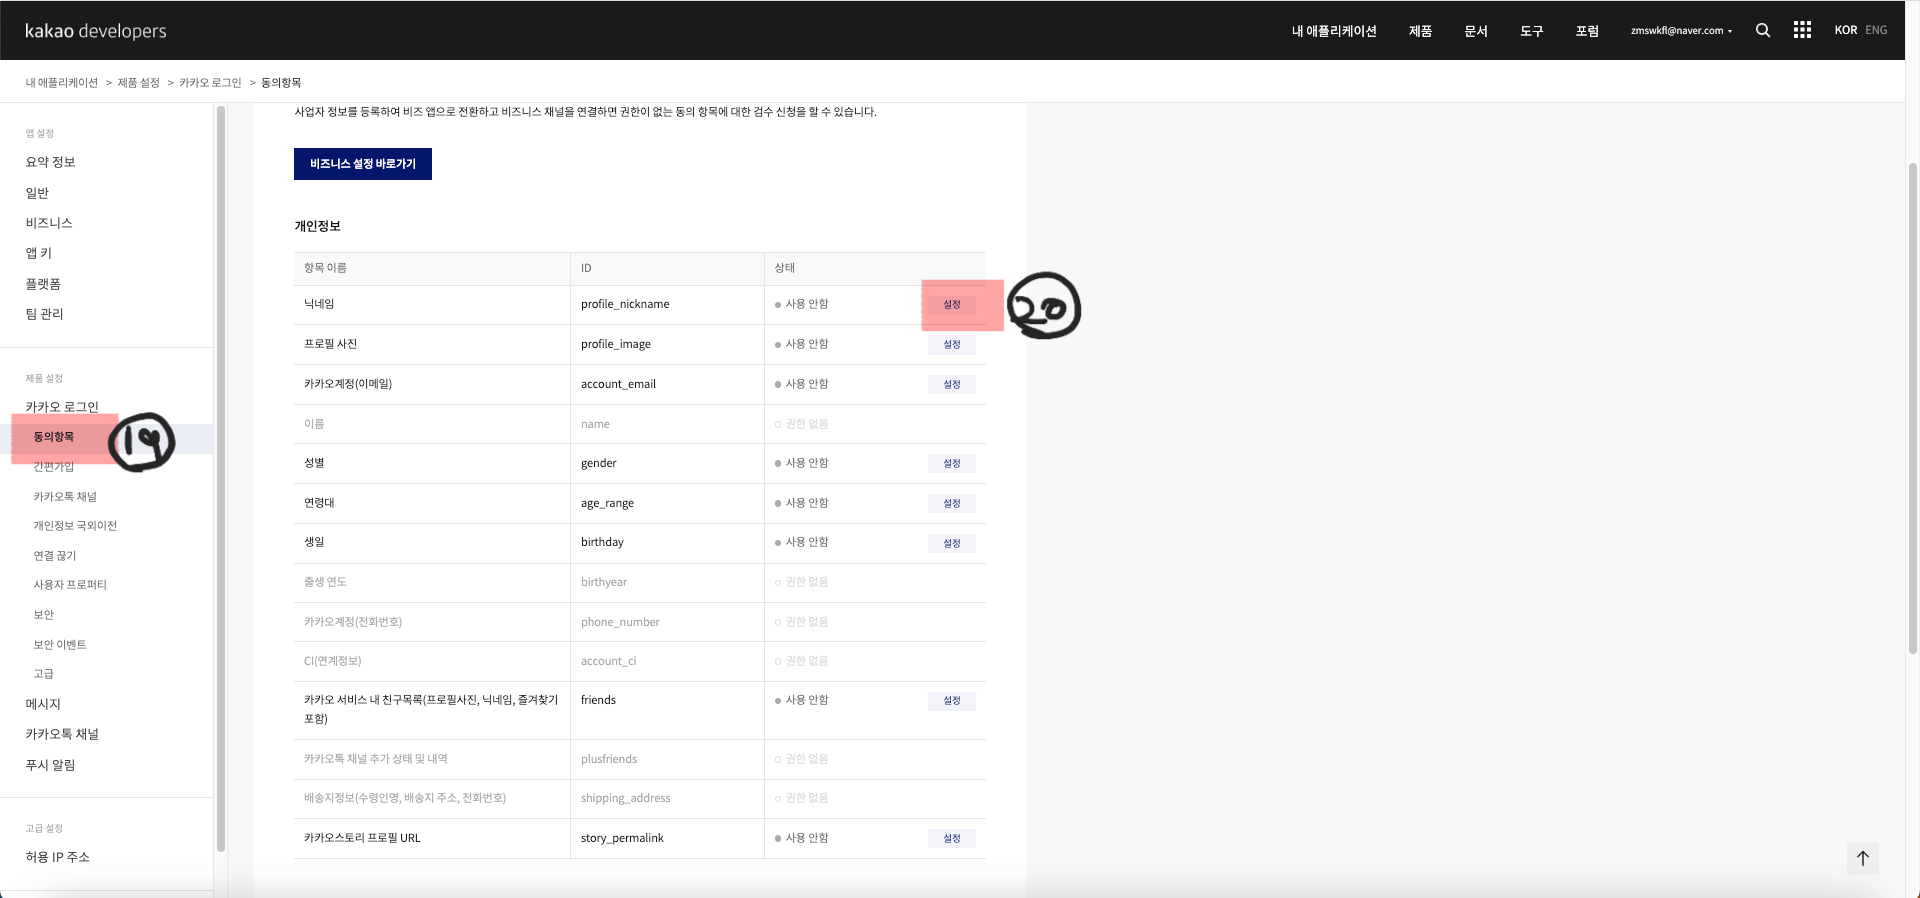 kakao developers
내 애플리케이션 제품 문서 도구 포럼 zmswkfl@naver.com KOR ENG
내 애플리케이션 > 제품 설정 > 카카오 로그인 > 동의항목
앱 설정
요약 정보
일반
비즈니스
앱 키
플랫폼
팀 관리
제품 설정
카카오 로그인
동의항목
19
간편가입
카카오톡 채널
개인정보 국외이전
연결 끊기
사용자 프로퍼티
보안
보안 이벤트
고급
메시지
카카오톡 채널
푸시 알림
고급 설정
허용 IP 주소
사업자 정보를 등록하여 비즈 앱으로 전환하고 비즈니스 채널을 연결하면 권한이 없는 동의 항목에 대한 검수 신청을 할 수 있습니다.
비즈니스 설정 바로가기
개인정보
항목 이름 ID 상태
닉네임 profile_nickname 사용 안함 설정 20
프로필 사진 profile_image 사용 안함 설정
카카오계정(이메일) account_email 사용 안함 설정
이름 name 권한 없음
성별 gender 사용 안함 설정
연령대 age_range 사용 안함 설정
생일 birthday 사용 안함 설정
출생 연도 birthyear 권한 없음
카카오계정(전화번호) phone_number 권한 없음
CI(연계정보) account_ci 권한 없음
카카오 서비스 내 친구목록(프로필사진, 닉네임, 즐겨찾기 friends 사용 안함 설정
포함)
카카오톡 채널 추가 상태 및 내역 plusfriends 권한 없음
배송지정보(수령인명, 배송지 주소, 전화번호) shipping_address 권한 없음
카카오스토리 프로필 URL story_permalink 사용 안함 설정